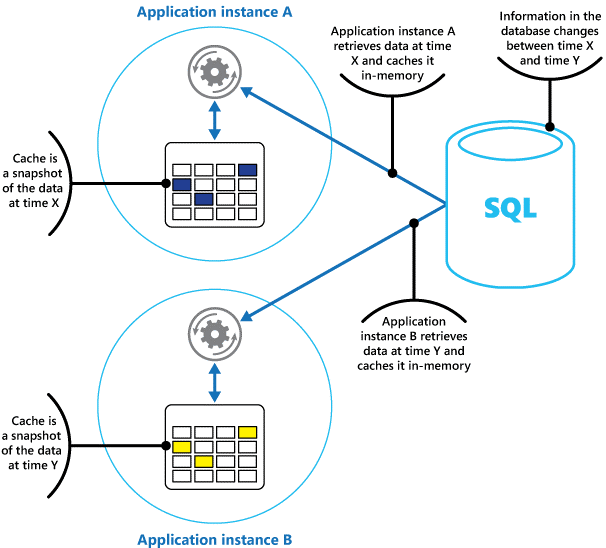 Application instance A
Application instance A
retrieves data at time
X and caches it
in-memory
Information in the
database changes
between time X
and time Y
Cache is
a snapshot
of the data
at time X
SQL
Application
instance B retrieves
data at time Y and
caches it in-memory
Cache is
a snapshot
of the data
at time Y
Application instance B